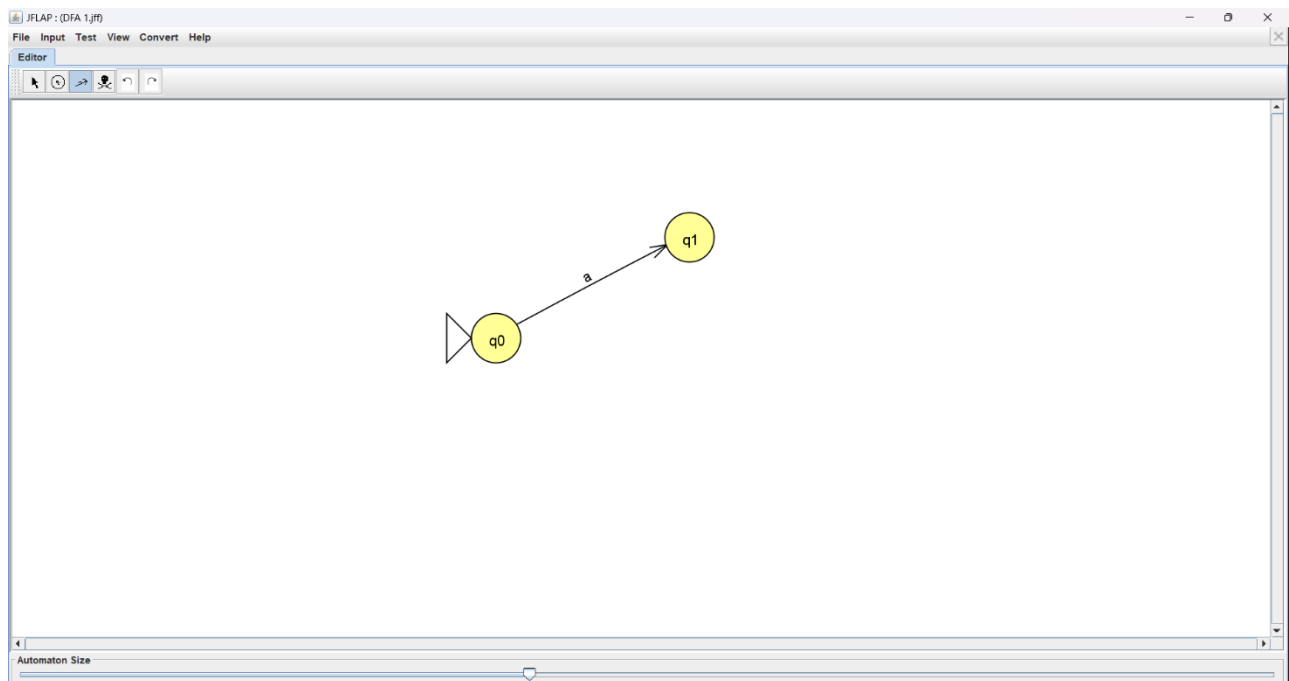 JFLAP : (DFA 1.jff)
File Input Test View Convert Help
Editor
q1
a
q0
Automaton Size